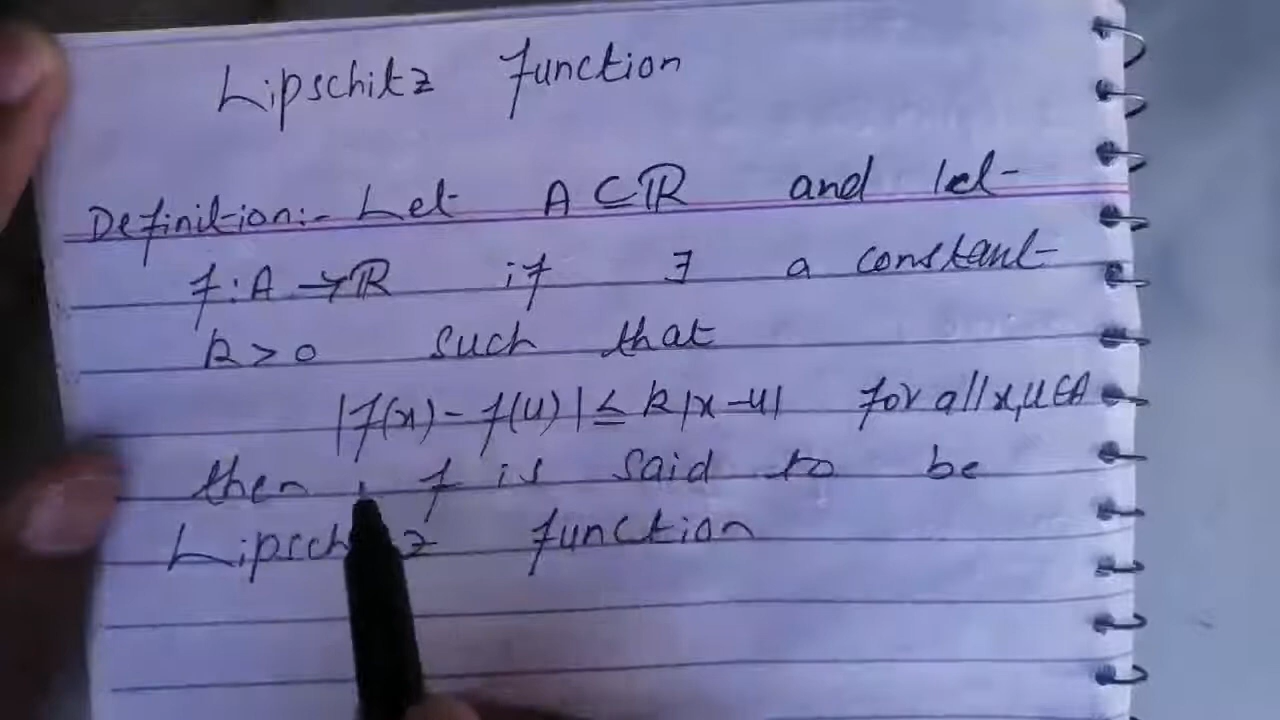 Lipschitz function
Definition:- Let A ⊆ ℝ and let
f : A → ℝ if ∃ a constant
k > 0 such that
|f(x) - f(u)| ≤ k |x - u| for all x, u ∈ A
then f is said to be
Lipschitz function